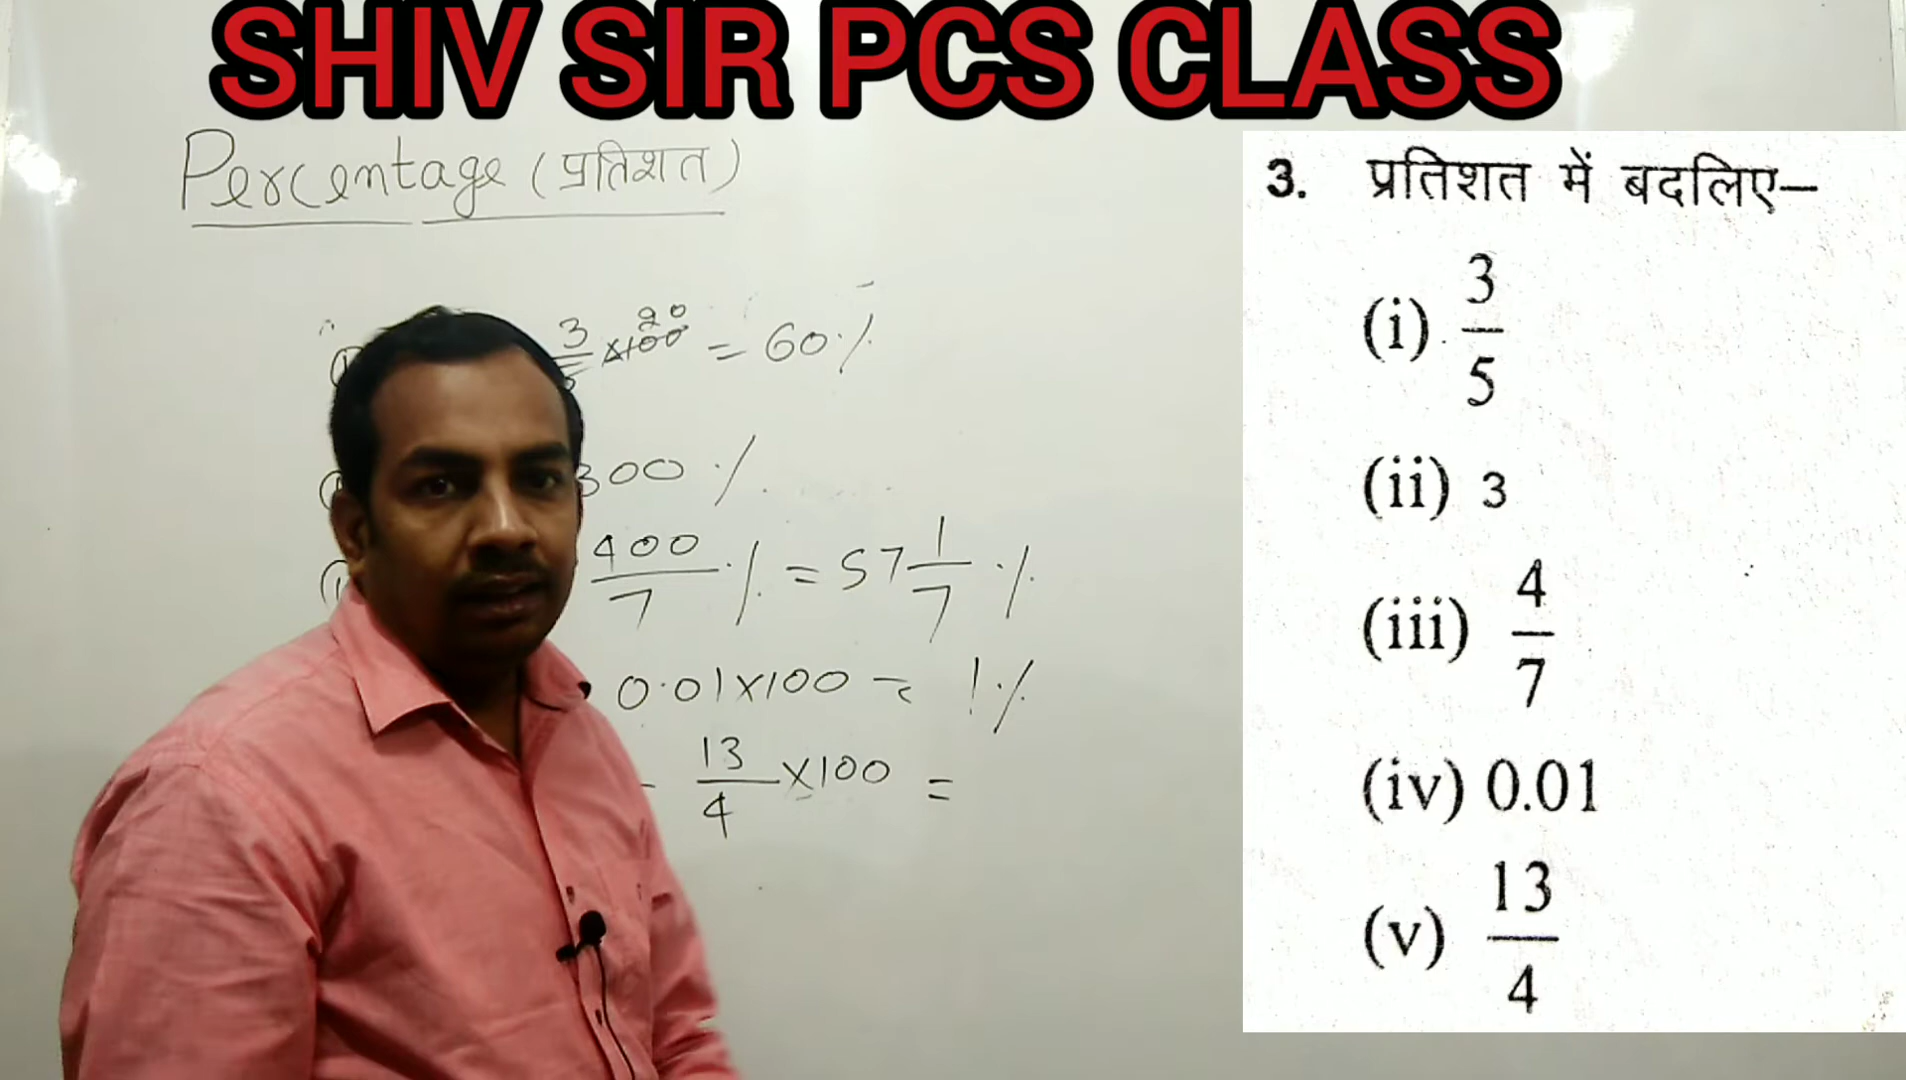 SHIV SIR PCS CLASS
Percentage (प्रतिशत)
3/5 ×100 20 = 60%
300 %
400/7 % = 57 1/7 %
0.01×100 = 1%
13/4 ×100 =
3. प्रतिशत में बदलिए–
(i) 3/5
(ii) 3
(iii) 4/7
(iv) 0.01
(v) 13/4